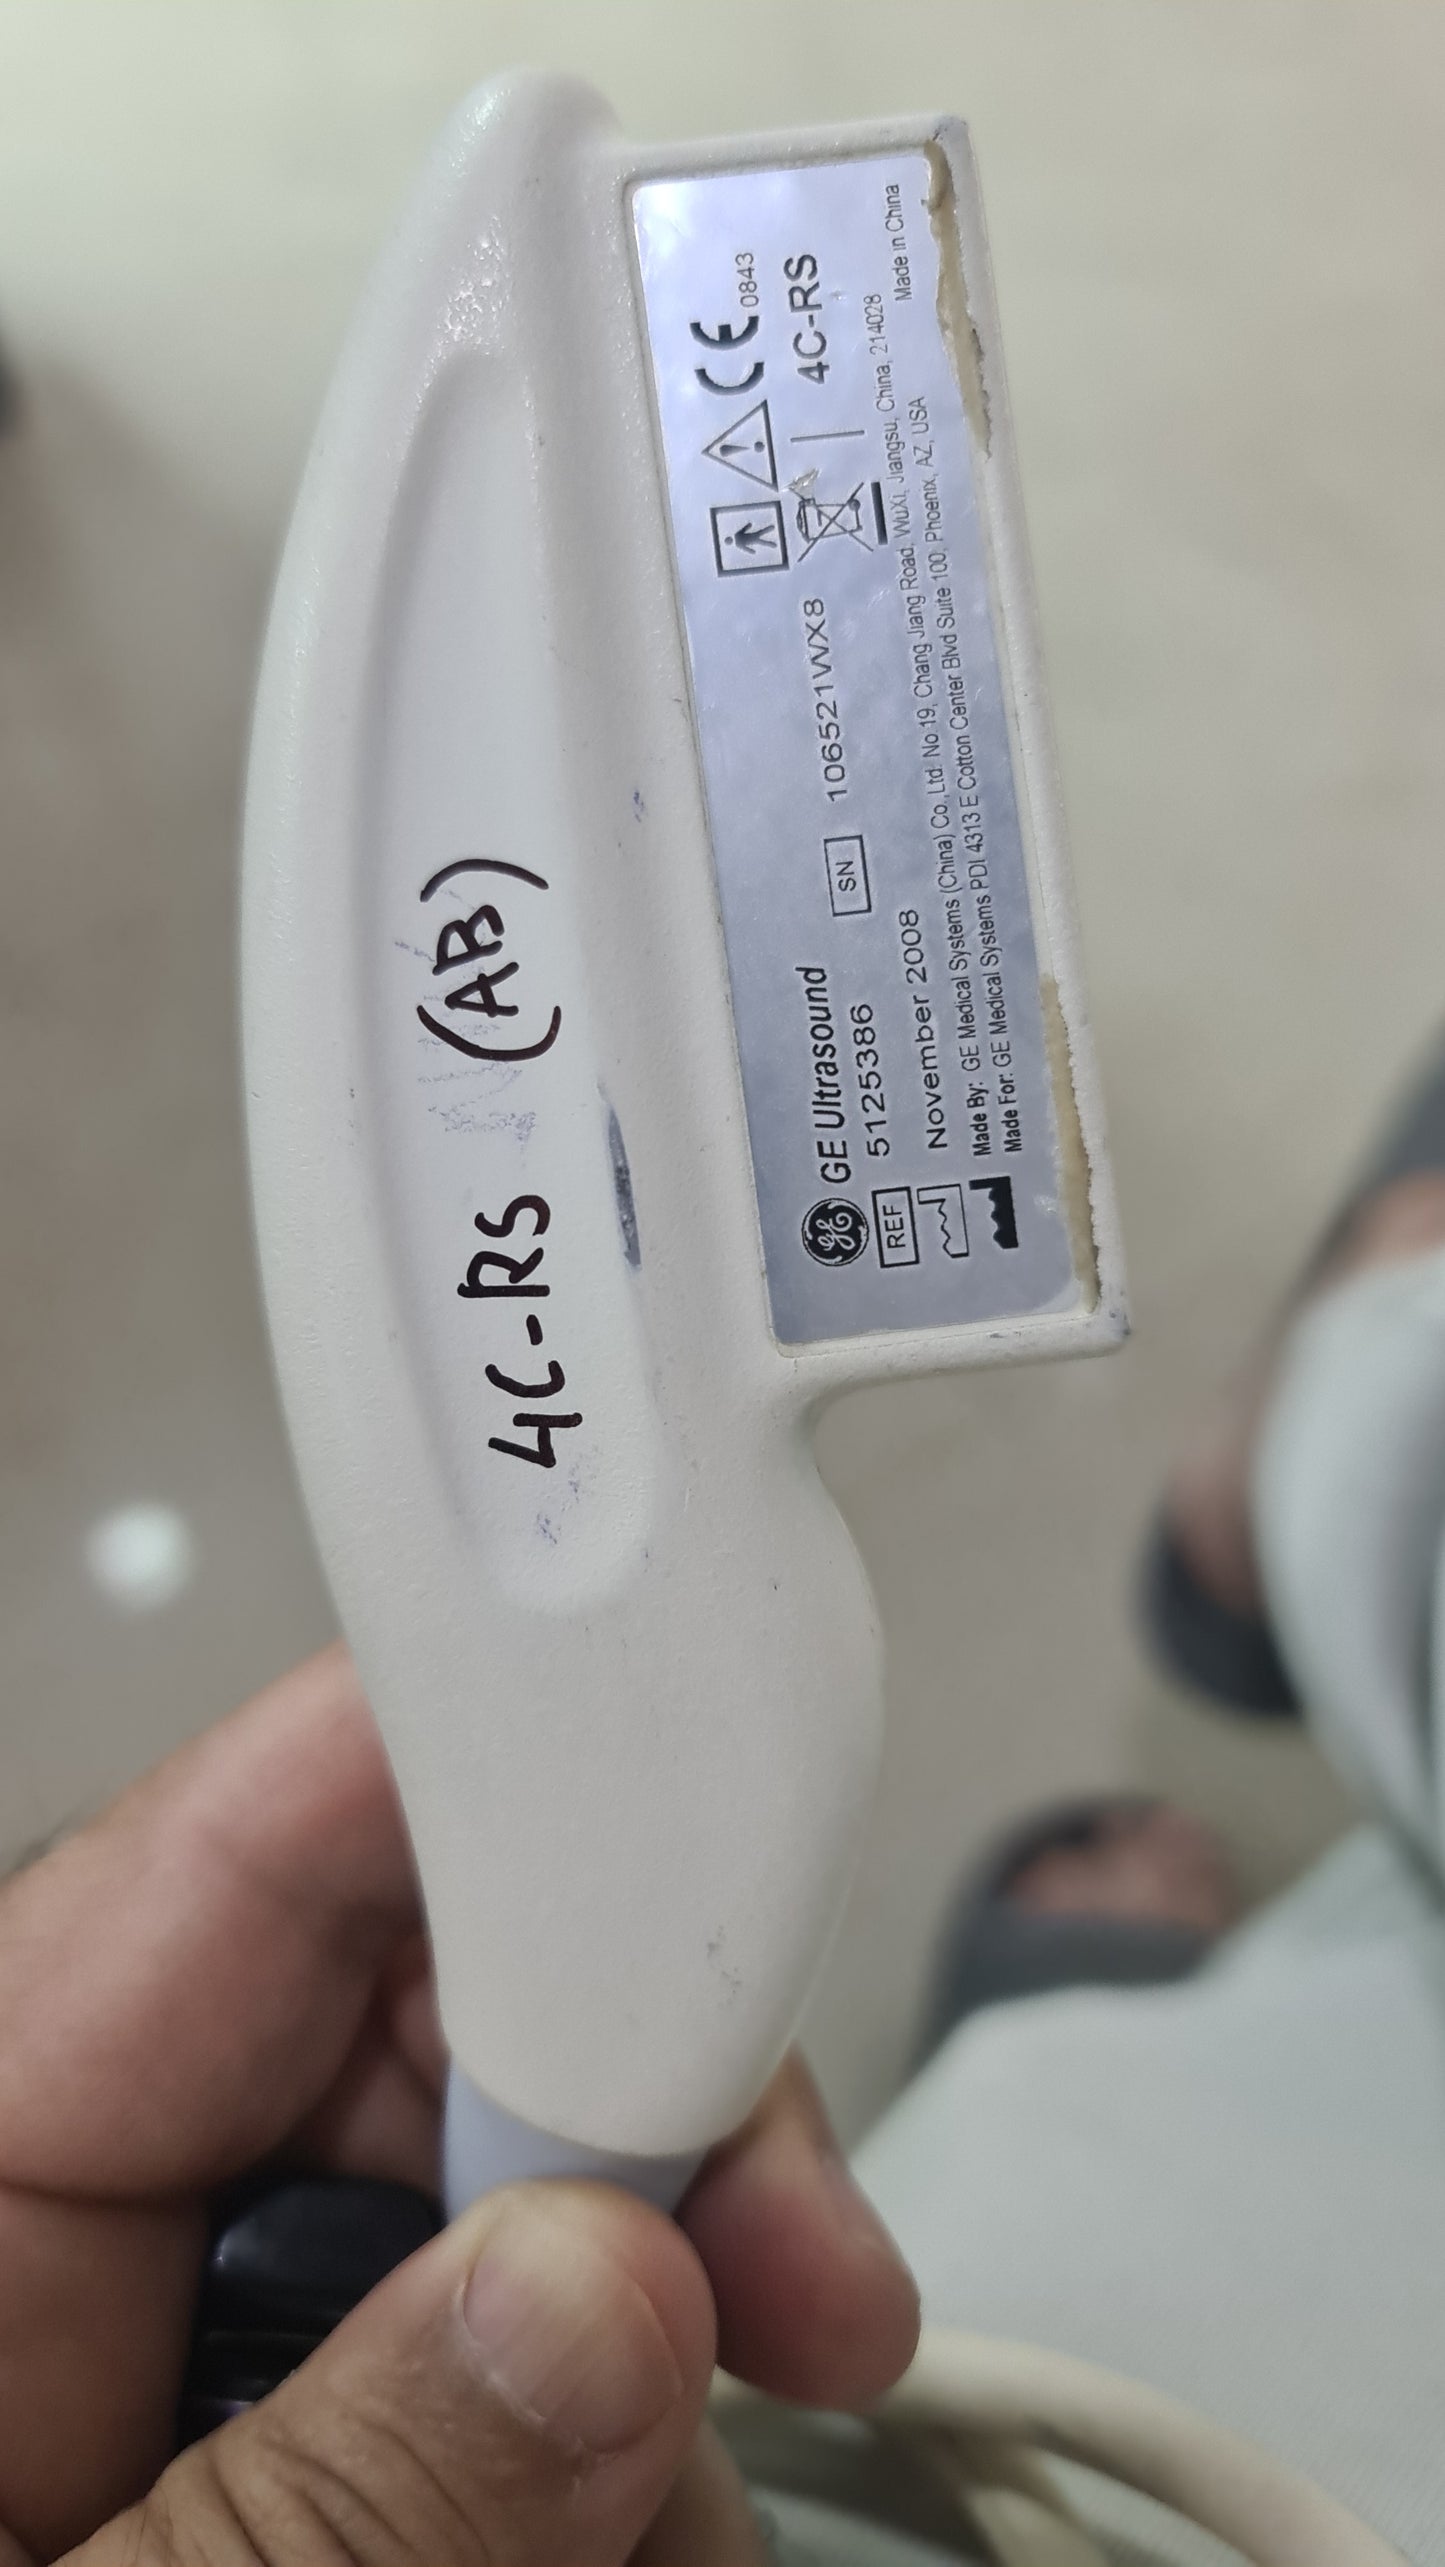 4C-RS (AB)
GE Ultrasound
REF 5125386 SN 106521WX8 4C-RS
CE 0843
November 2008
Made By: GE Medical Systems (China) Co.,Ltd. No.19, Chang Jiang Road, WuXi, Jiangsu, China, 214028
Made For: GE Medical Systems PDI 4313 E Cotton Center Blvd Suite 100, Phoenix, AZ, USA
Made in China